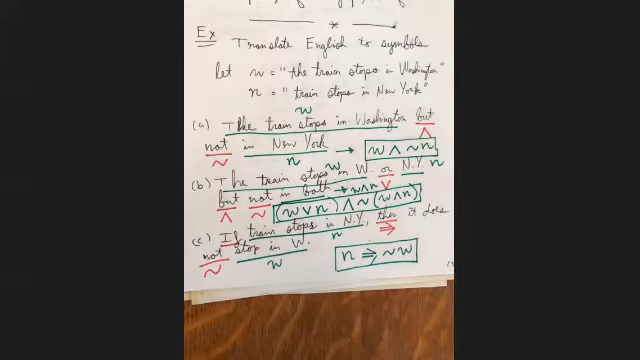 Ex Translate English to symbols
Let w = "the train stops in Washington"
n = "train stops in New York"
w
(a) The train stops in Washington but
∧
not in New York → w ∧ ~n
~ n
w
(b) The train stops in W. or N.Y. n
∨
but not in both → w∧n
∧ ~ (w ∨ n) ∧ ~(w ∧ n)
(c) If train stops in N.Y., then it does
n ⇒
not stop in W.
~ w n ⇒ ~w